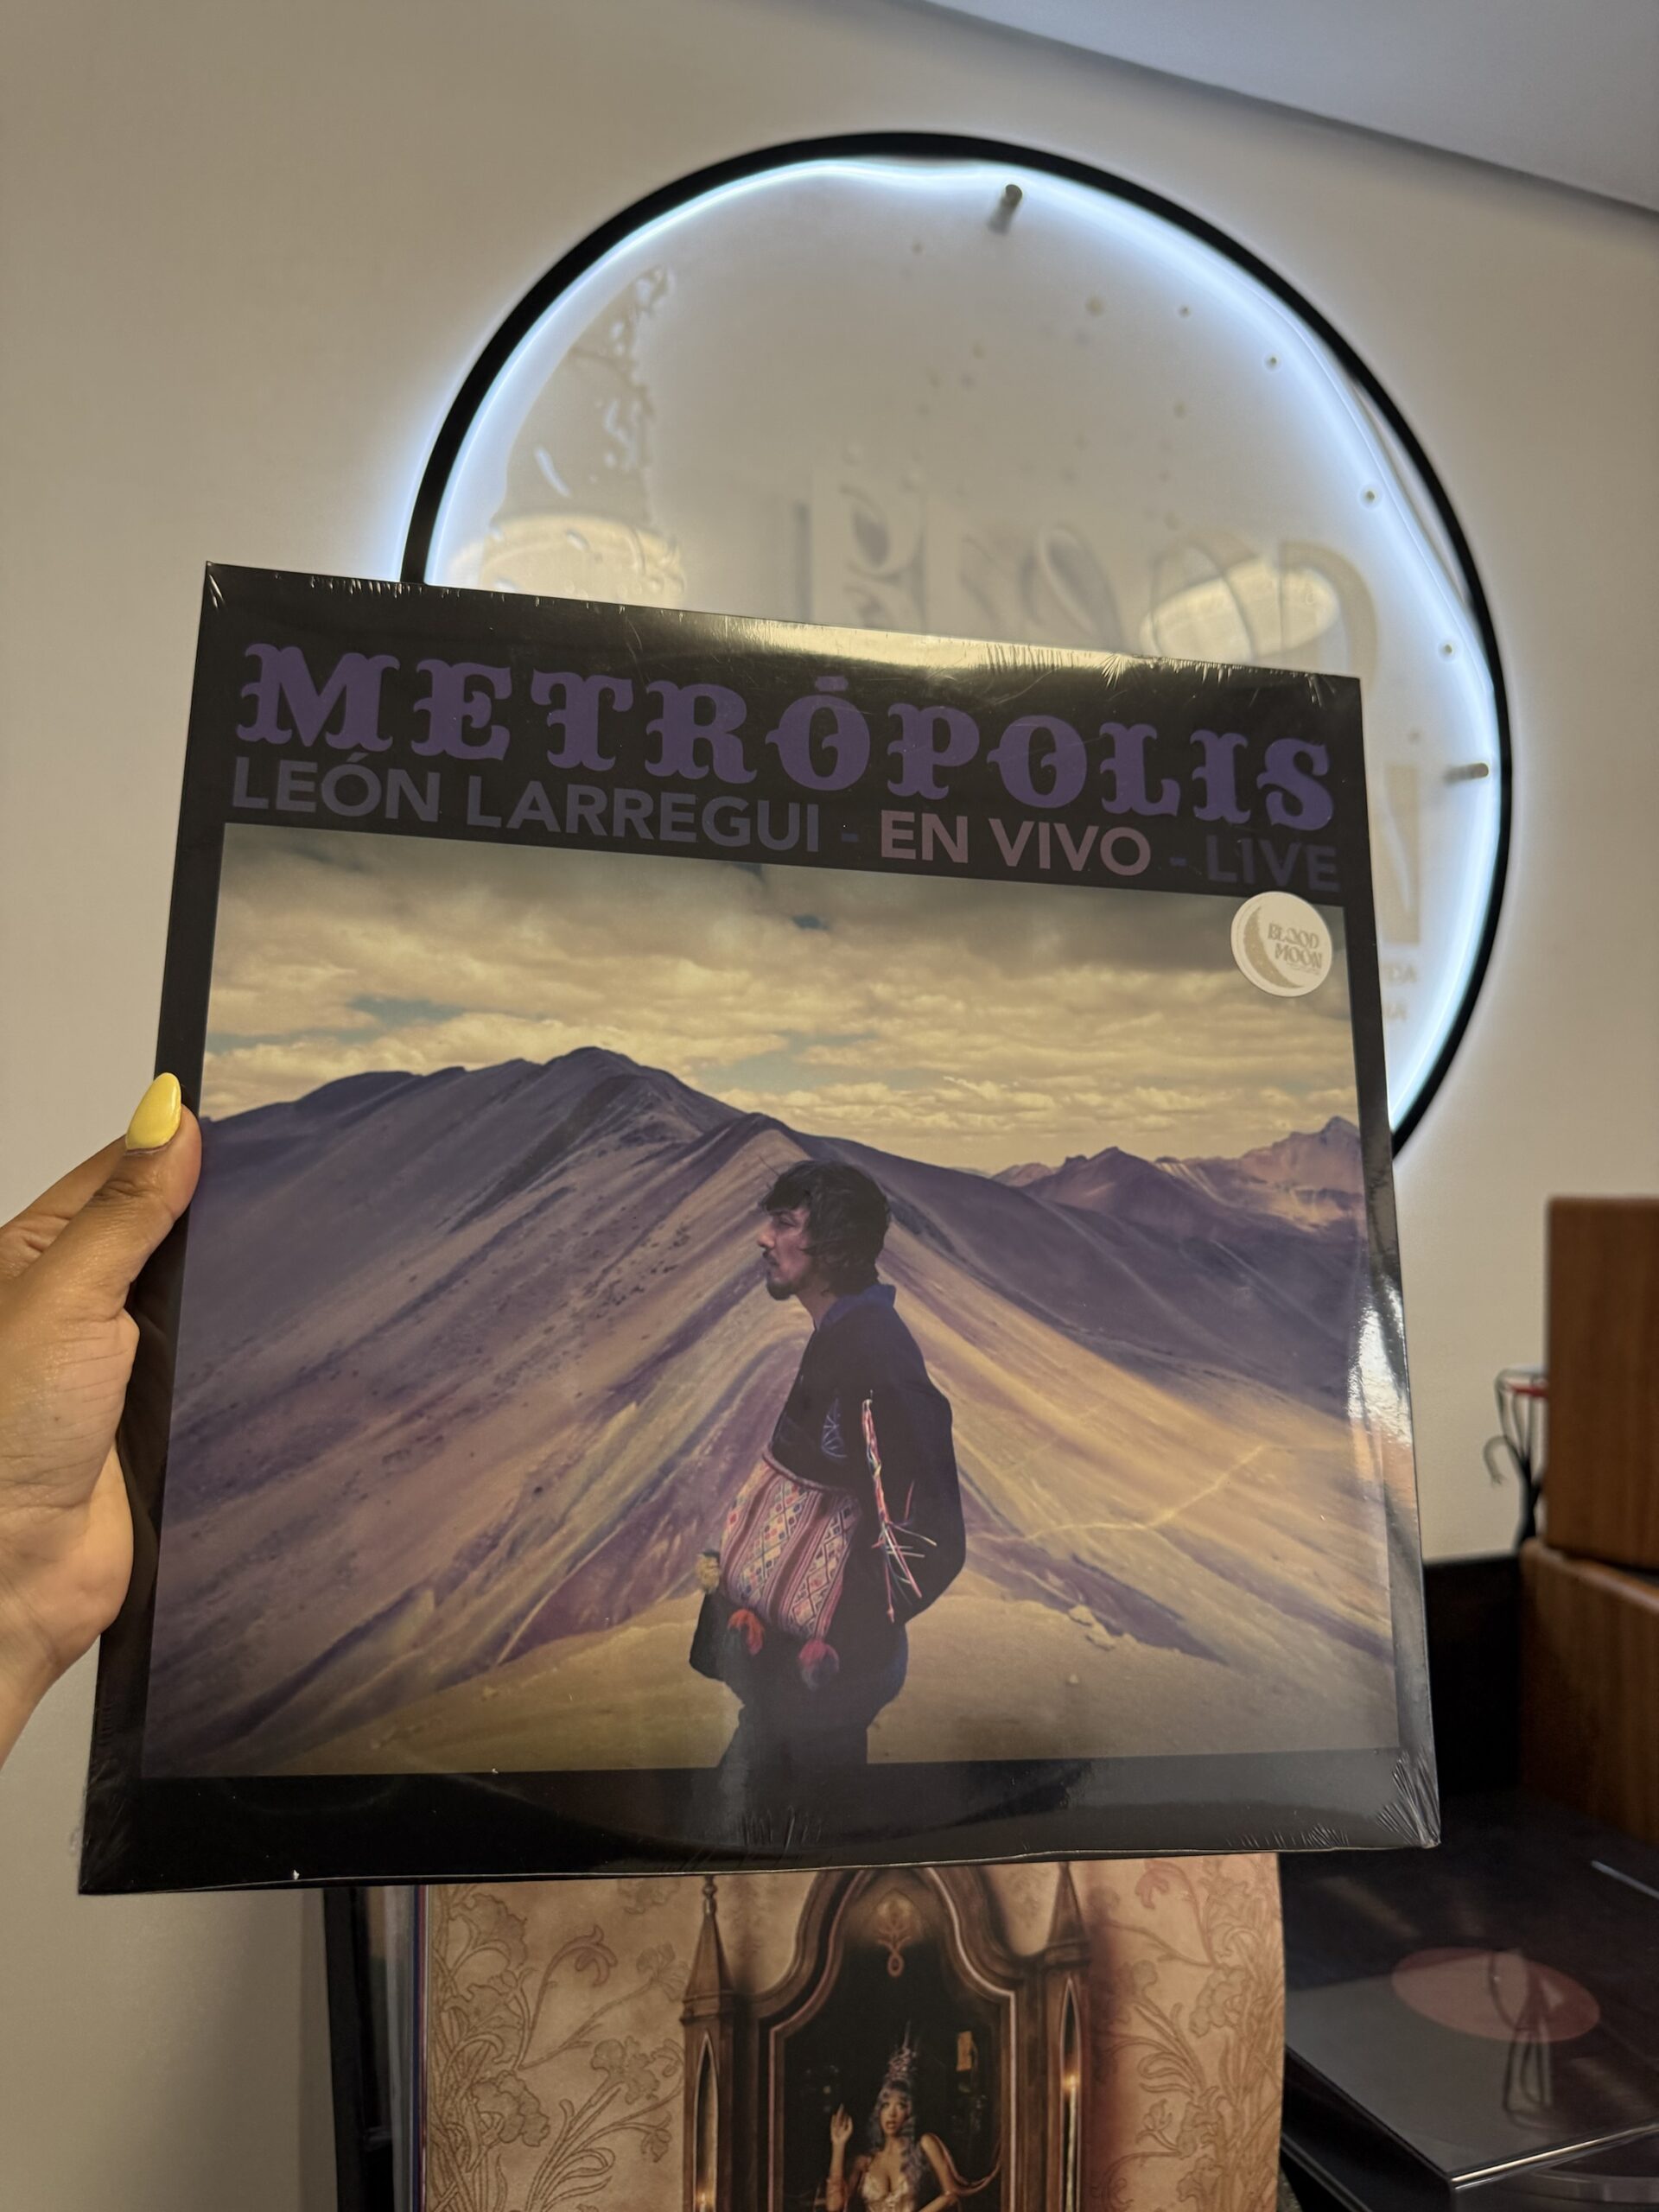 METRÓPOLIS
LEÓN LARREGUI - EN VIVO - LIVE
BLOOD
MOON